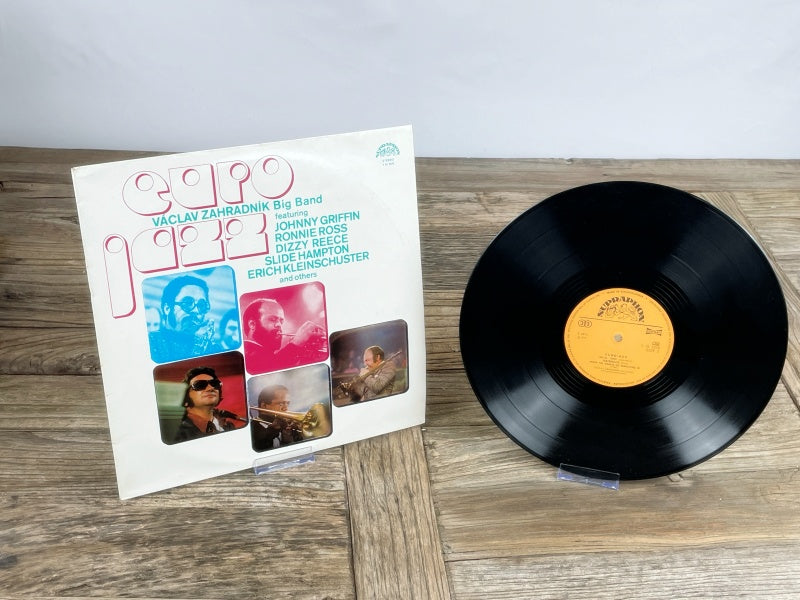 euro
VÁCLAV ZAHRADNÍK Big Band
jazz
featuring
JOHNNY GRIFFIN
RONNIE ROSS
DIZZY REECE
SLIDE HAMPTON
ERICH KLEINSCHUSTER
and others
SUPRAPHON